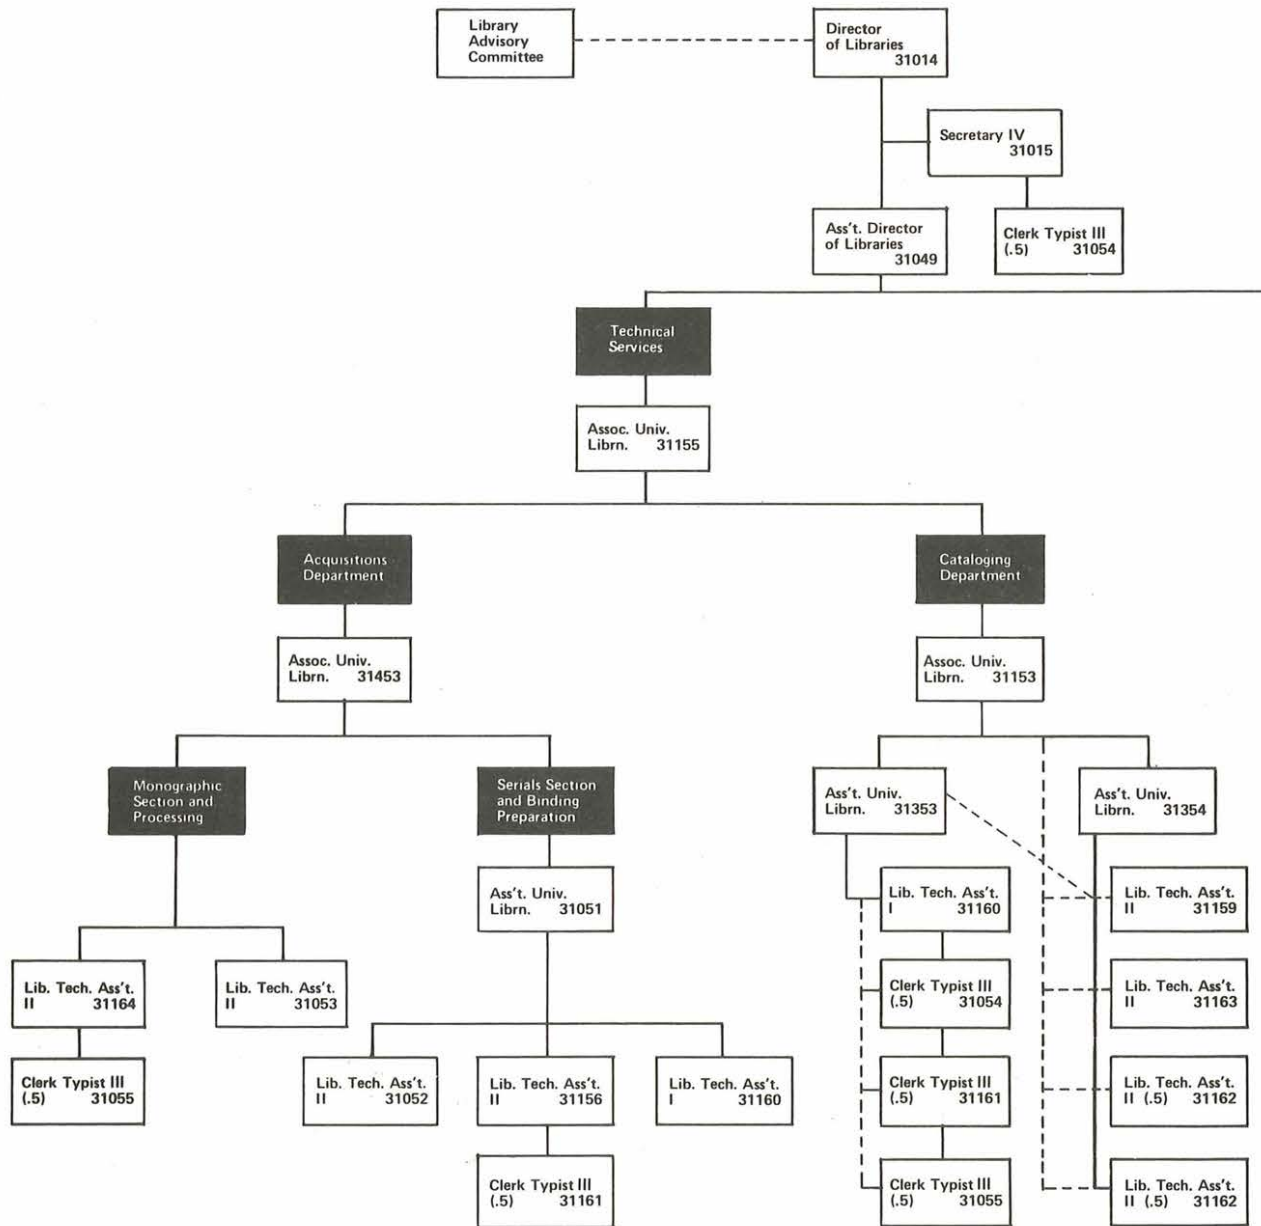 Library
Advisory
Committee
Director
of Libraries
31014
Secretary IV
31015
Ass't. Director
of Libraries
31049
Clerk Typist III
(.5) 31054
Technical
Services
Assoc. Univ.
Librn. 31155
Acquisitions
Department
Cataloging
Department
Assoc. Univ.
Librn. 31453
Assoc. Univ.
Librn. 31153
Monographic
Section and
Processing
Serials Section
and Binding
Preparation
Ass't. Univ.
Librn. 31353
Ass't. Univ.
Librn. 31354
Ass't. Univ.
Librn. 31051
Lib. Tech. Ass't.
I 31160
Lib. Tech. Ass't.
II 31159
Lib. Tech. Ass't.
II 31164
Lib. Tech. Ass't.
II 31053
Clerk Typist III
(.5) 31054
Lib. Tech. Ass't.
II 31163
Clerk Typist III
(.5) 31055
Lib. Tech. Ass't.
II 31052
Lib. Tech. Ass't.
II 31156
Lib. Tech. Ass't.
I 31160
Clerk Typist III
(.5) 31161
Lib. Tech. Ass't.
II (.5) 31162
Clerk Typist III
(.5) 31161
Clerk Typist III
(.5) 31055
Lib. Tech. Ass't.
II (.5) 31162